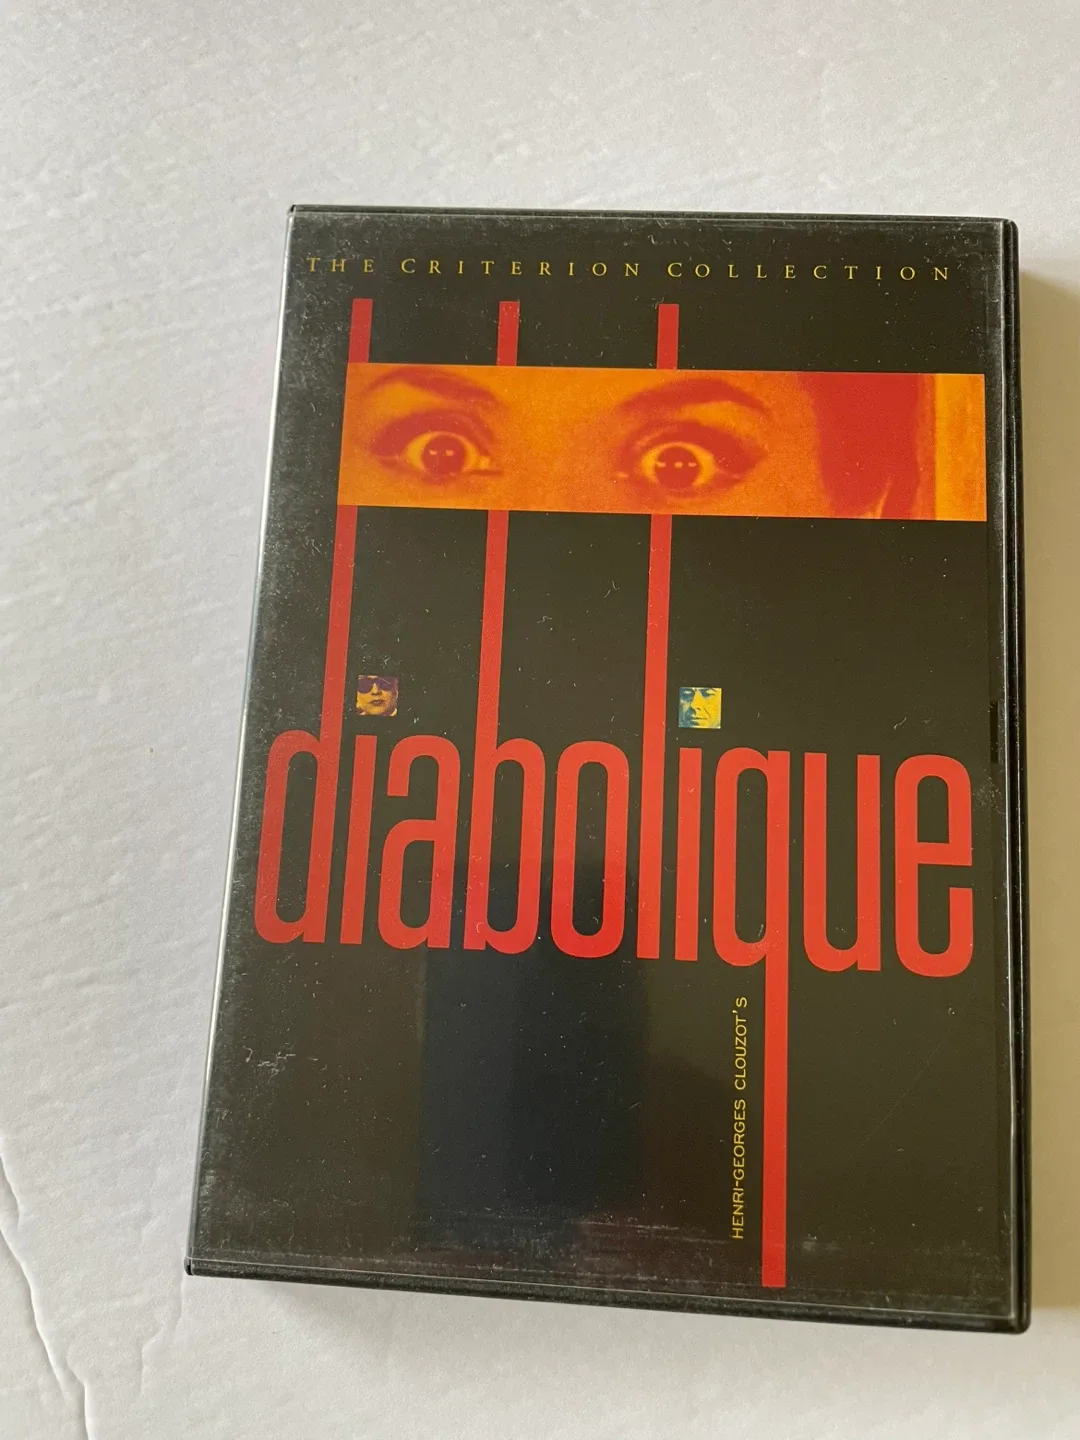 THE CRITERION COLLECTION
diabolique
HENRI-GEORGES CLOUZOT'S